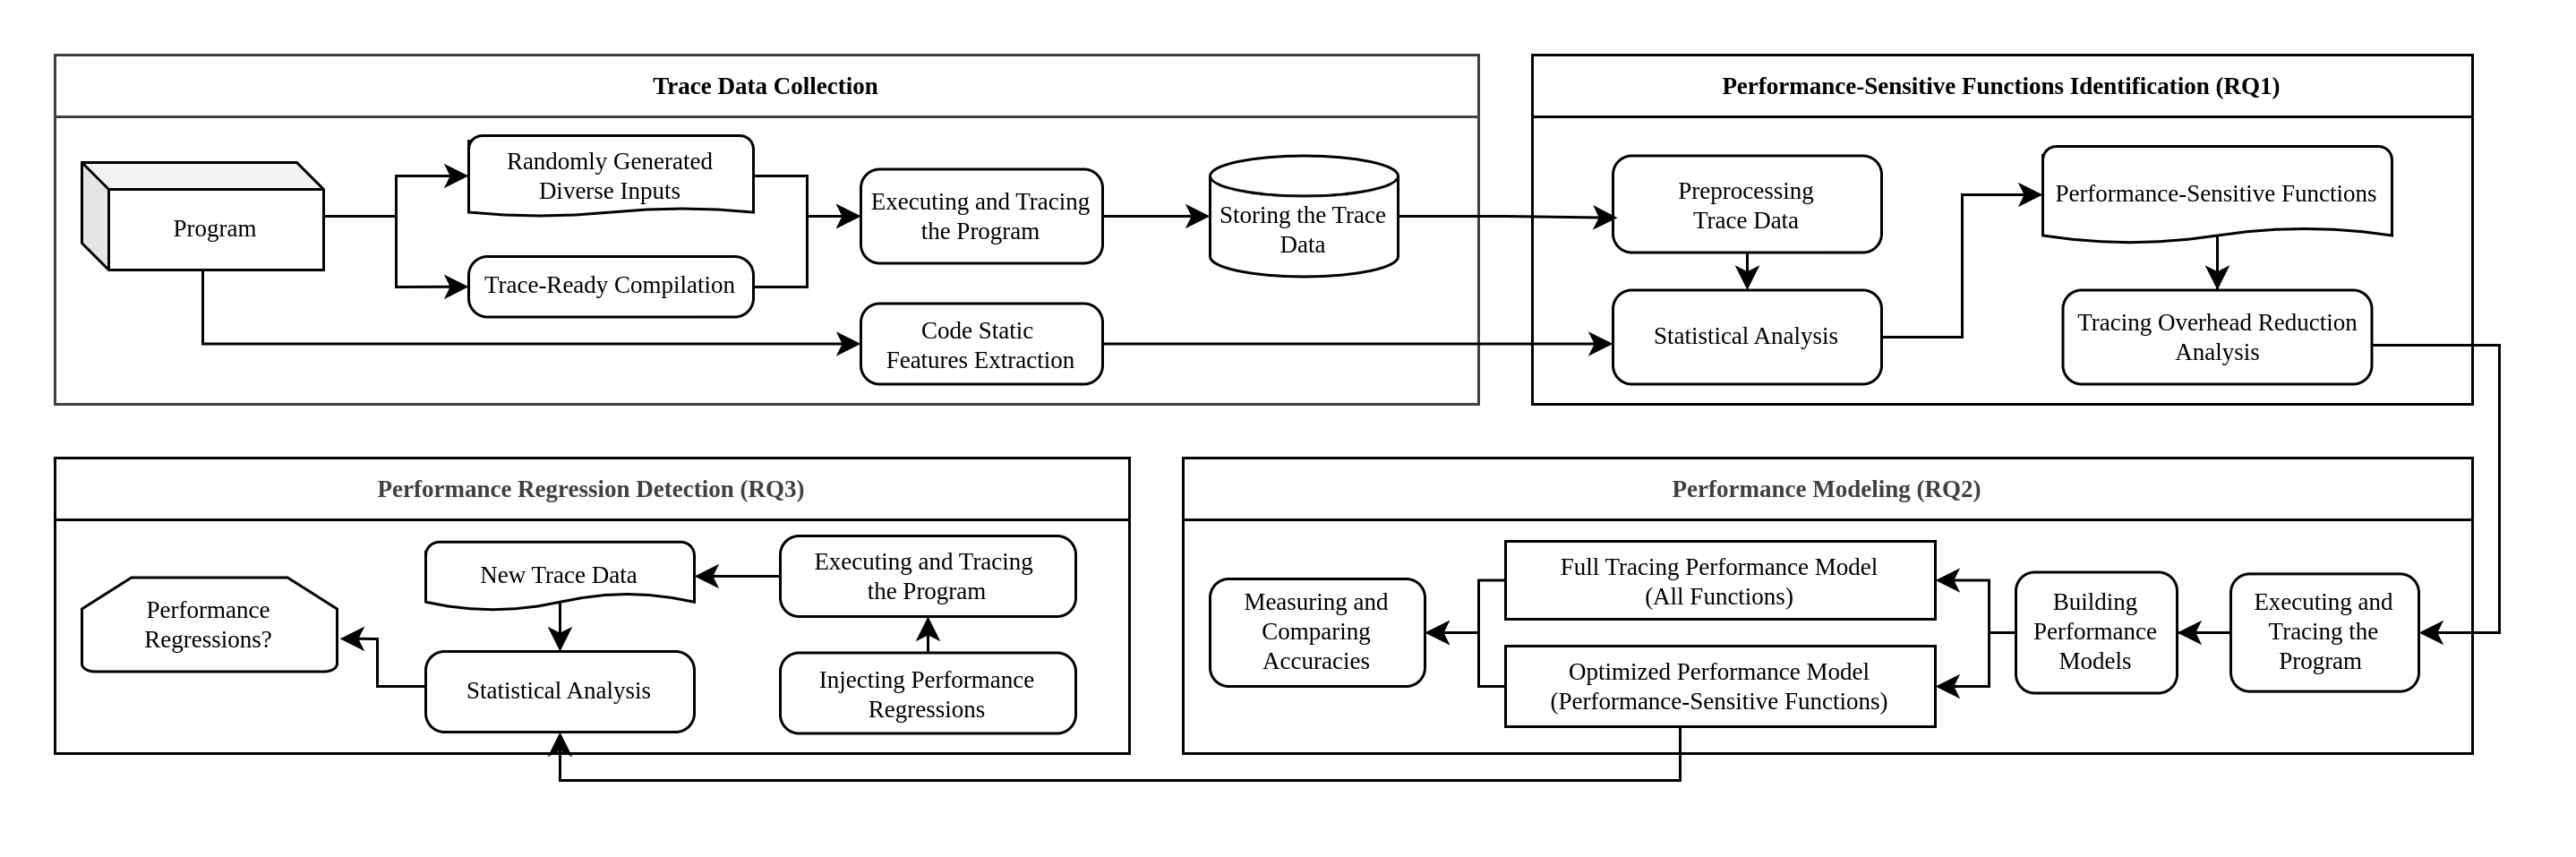 Trace Data Collection
Program
Randomly Generated
Diverse Inputs
Trace-Ready Compilation
Executing and Tracing
the Program
Code Static
Features Extraction
Storing the Trace
Data
Performance-Sensitive Functions Identification (RQ1)
Preprocessing
Trace Data
Statistical Analysis
Performance-Sensitive Functions
Tracing Overhead Reduction
Analysis
Performance Regression Detection (RQ3)
Performance
Regressions?
New Trace Data
Statistical Analysis
Executing and Tracing
the Program
Injecting Performance
Regressions
Performance Modeling (RQ2)
Measuring and
Comparing
Accuracies
Full Tracing Performance Model
(All Functions)
Optimized Performance Model
(Performance-Sensitive Functions)
Building
Performance
Models
Executing and
Tracing the
Program